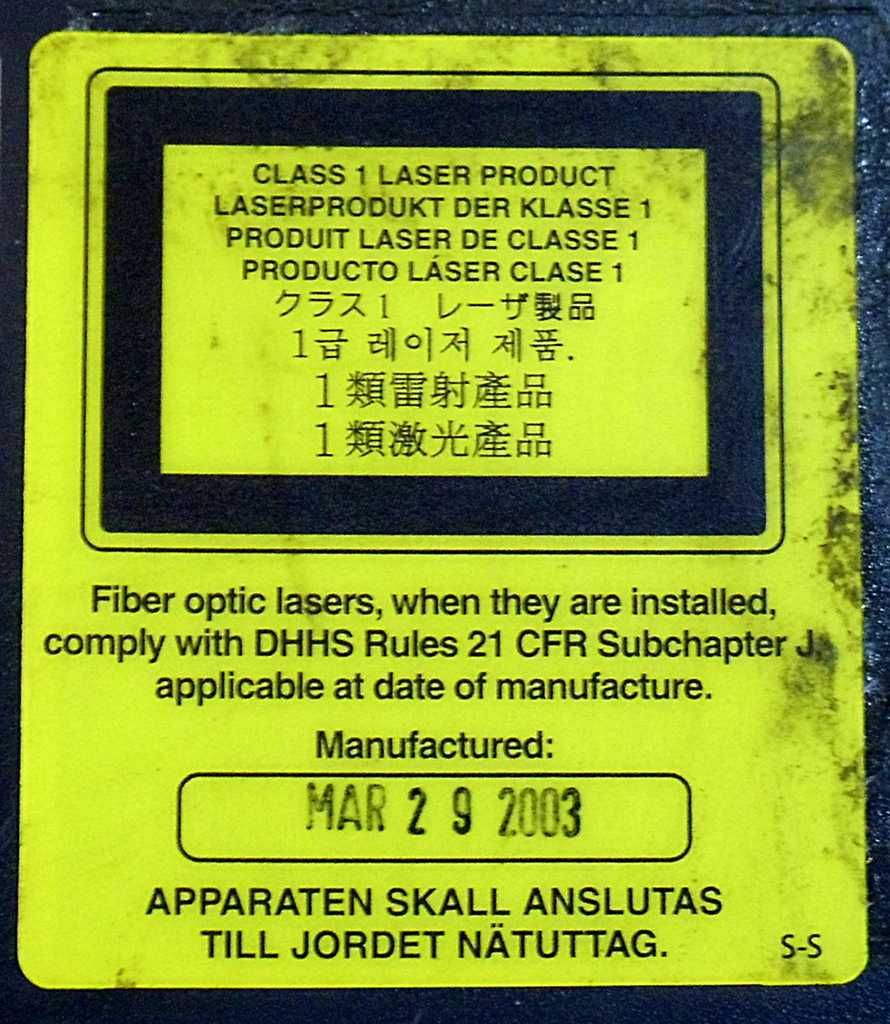 CLASS 1 LASER PRODUCT
LASERPRODUKT DER KLASSE 1
PRODUIT LASER DE CLASSE 1
PRODUCTO LÁSER CLASE 1
クラス1 レーザ製品
1급 레이저 제품.
1類雷射產品
1類激光產品
Fiber optic lasers, when they are installed,
comply with DHHS Rules 21 CFR Subchapter J,
applicable at date of manufacture.
Manufactured:
MAR 29 2003
APPARATEN SKALL ANSLUTAS
TILL JORDET NÄTUTTAG.
S-S